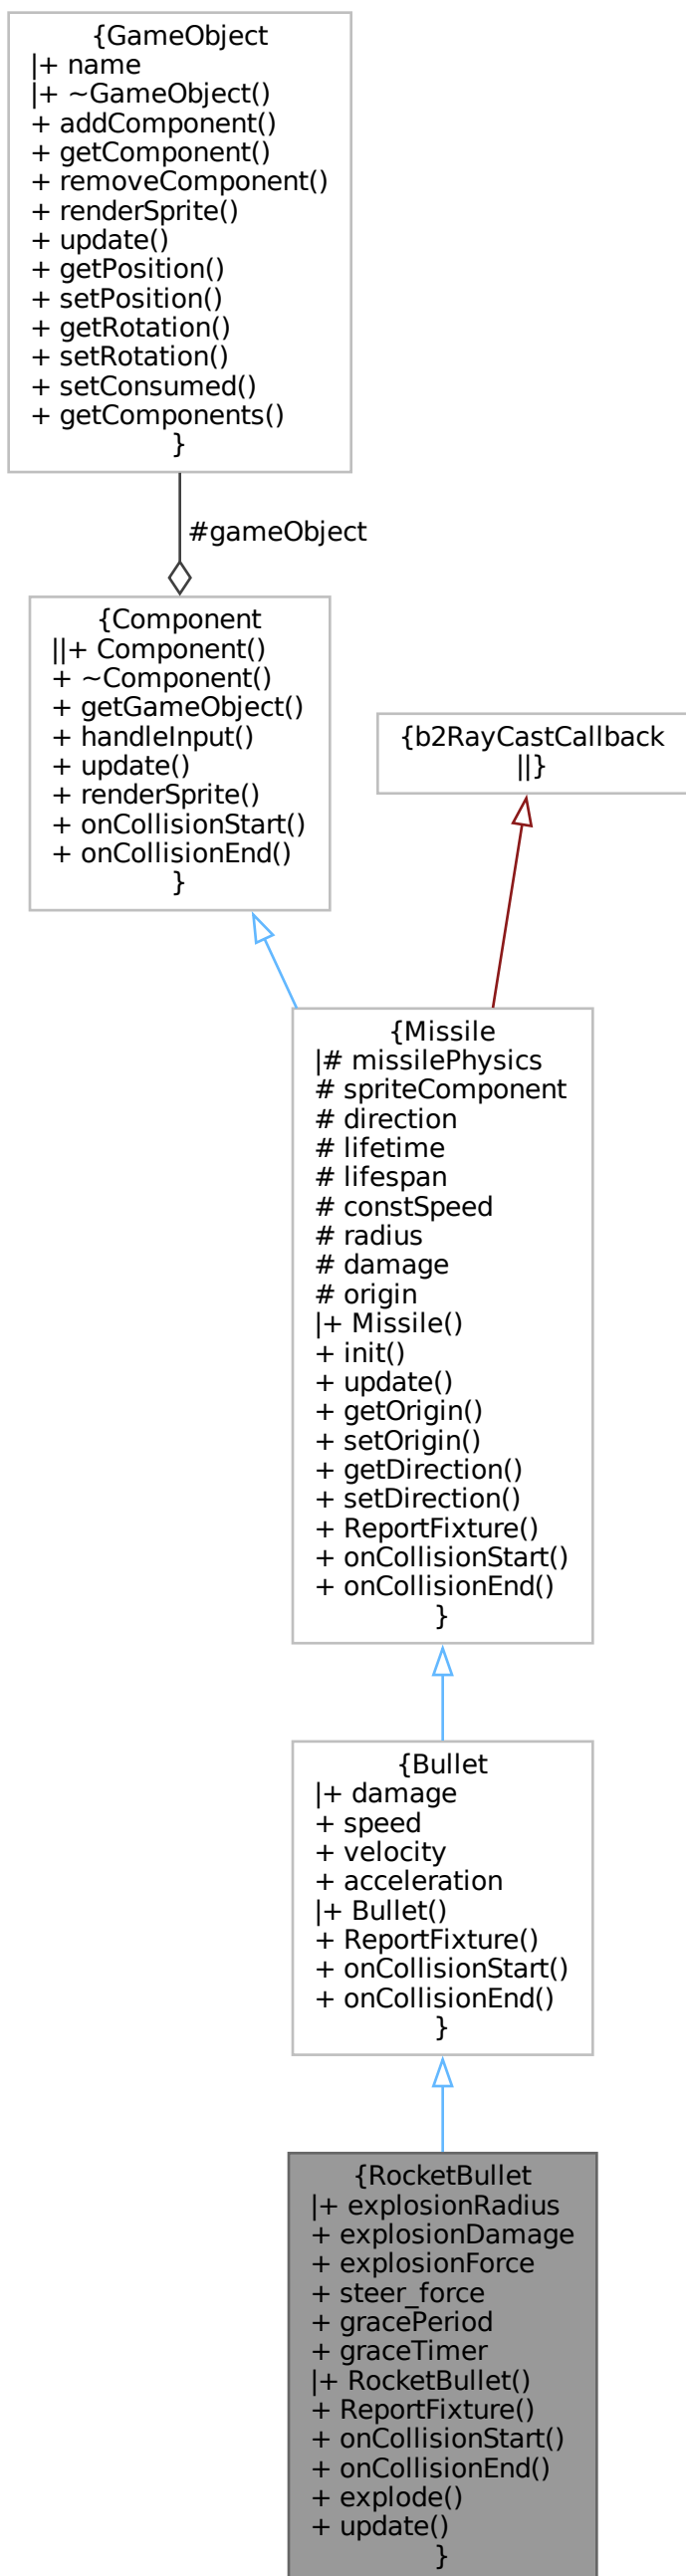 {GameObject
|+ name
|+ ~GameObject()
+ addComponent()
+ getComponent()
+ removeComponent()
+ renderSprite()
+ update()
+ getPosition()
+ setPosition()
+ getRotation()
+ setRotation()
+ setConsumed()
+ getComponents()
}
#gameObject
{Component
||+ Component()
+ ~Component()
+ getGameObject()
+ handleInput()
+ update()
+ renderSprite()
+ onCollisionStart()
+ onCollisionEnd()
}
{b2RayCastCallback
||}
{Missile
|# missilePhysics
# spriteComponent
# direction
# lifetime
# lifespan
# constSpeed
# radius
# damage
# origin
|+ Missile()
+ init()
+ update()
+ getOrigin()
+ setOrigin()
+ getDirection()
+ setDirection()
+ ReportFixture()
+ onCollisionStart()
+ onCollisionEnd()
}
{Bullet
|+ damage
+ speed
+ velocity
+ acceleration
|+ Bullet()
+ ReportFixture()
+ onCollisionStart()
+ onCollisionEnd()
}
{RocketBullet
|+ explosionRadius
+ explosionDamage
+ explosionForce
+ steer_force
+ gracePeriod
+ graceTimer
|+ RocketBullet()
+ ReportFixture()
+ onCollisionStart()
+ onCollisionEnd()
+ explode()
+ update()
}